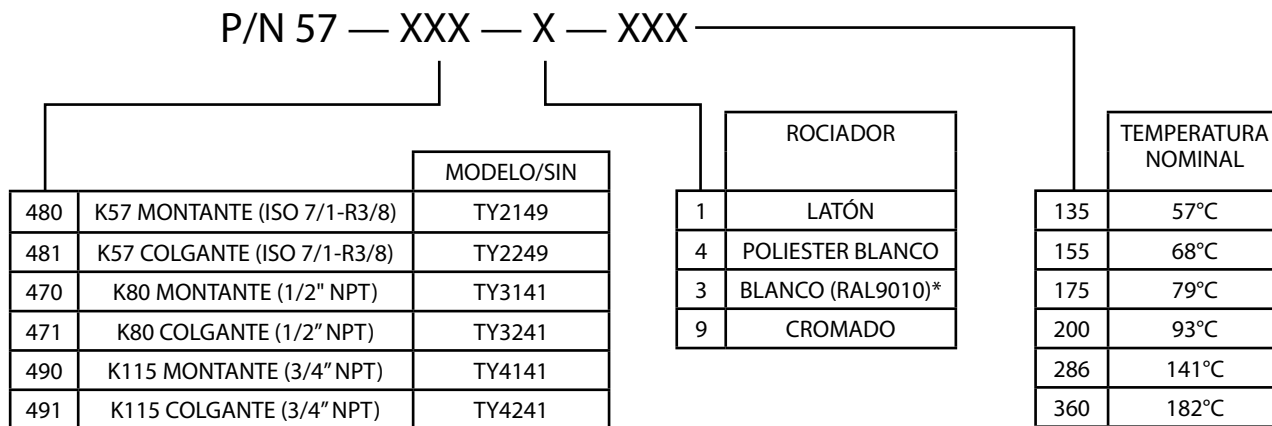 P/N 57 — XXX — X — XXX
MODELO/SIN
480 K57 MONTANTE (ISO 7/1-R3/8) TY2149
481 K57 COLGANTE (ISO 7/1-R3/8) TY2249
470 K80 MONTANTE (1/2" NPT) TY3141
471 K80 COLGANTE (1/2” NPT) TY3241
490 K115 MONTANTE (3/4” NPT) TY4141
491 K115 COLGANTE (3/4” NPT) TY4241
ROCIADOR
1 LATÓN
4 POLIESTER BLANCO
3 BLANCO (RAL9010)*
9 CROMADO
TEMPERATURA
NOMINAL
135 57°C
155 68°C
175 79°C
200 93°C
286 141°C
360 182°C